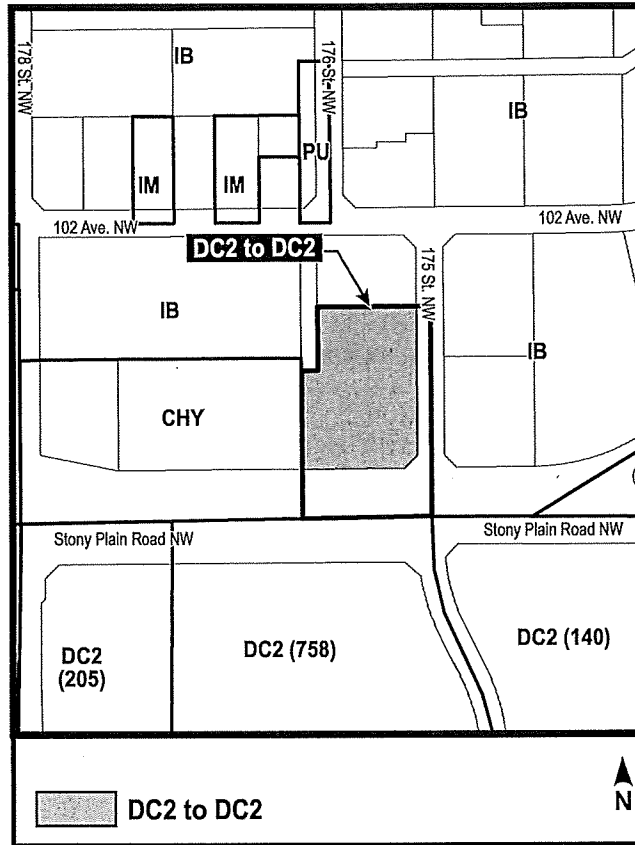 178 St. NW
IB
176 St. NW
IB
IM
IM
PU
102 Ave. NW
102 Ave. NW
DC2 to DC2
175 St. NW
IB
IB
CHY
Stony Plain Road NW
Stony Plain Road NW
DC2
(205)
DC2 (758)
DC2 (140)
DC2 to DC2
N